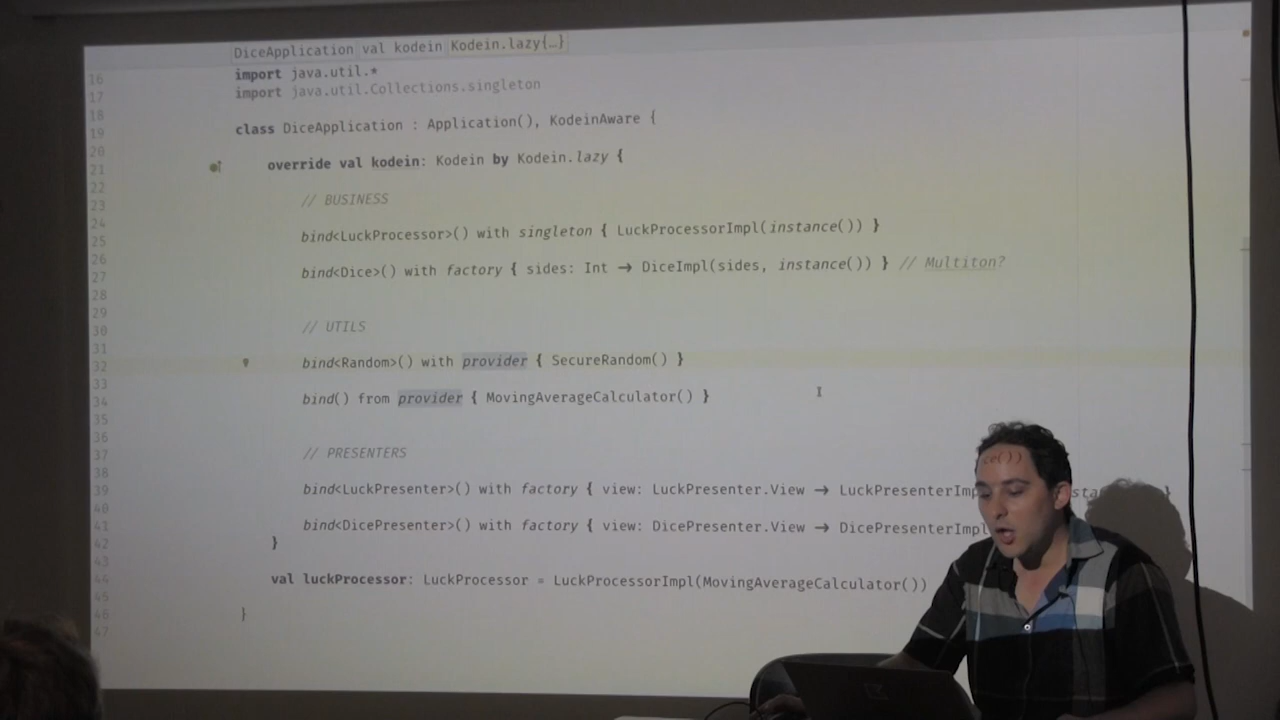 DiceApplication val kodein Kodein.lazy{...}
16 import java.util.*
17 import java.util.Collections.singleton
18
19 class DiceApplication : Application(), KodeinAware {
20
21 override val kodein: Kodein by Kodein.lazy {
22
23 // BUSINESS
24
25 bind<LuckProcessor>() with singleton { LuckProcessorImpl(instance()) }
26
27 bind<Dice>() with factory { sides: Int → DiceImpl(sides, instance()) } // Multiton?
28
29
30 // UTILS
31
32 bind<Random>() with provider { SecureRandom() }
33
34 bind() from provider { MovingAverageCalculator() }
35
36
37 // PRESENTERS
38
39 bind<LuckPresenter>() with factory { view: LuckPresenter.View → LuckPresenterImp
40
41 bind<DicePresenter>() with factory { view: DicePresenter.View → DicePresenterImpl
42 }
43
44 val luckProcessor: LuckProcessor = LuckProcessorImpl(MovingAverageCalculator())
45
46 }
47